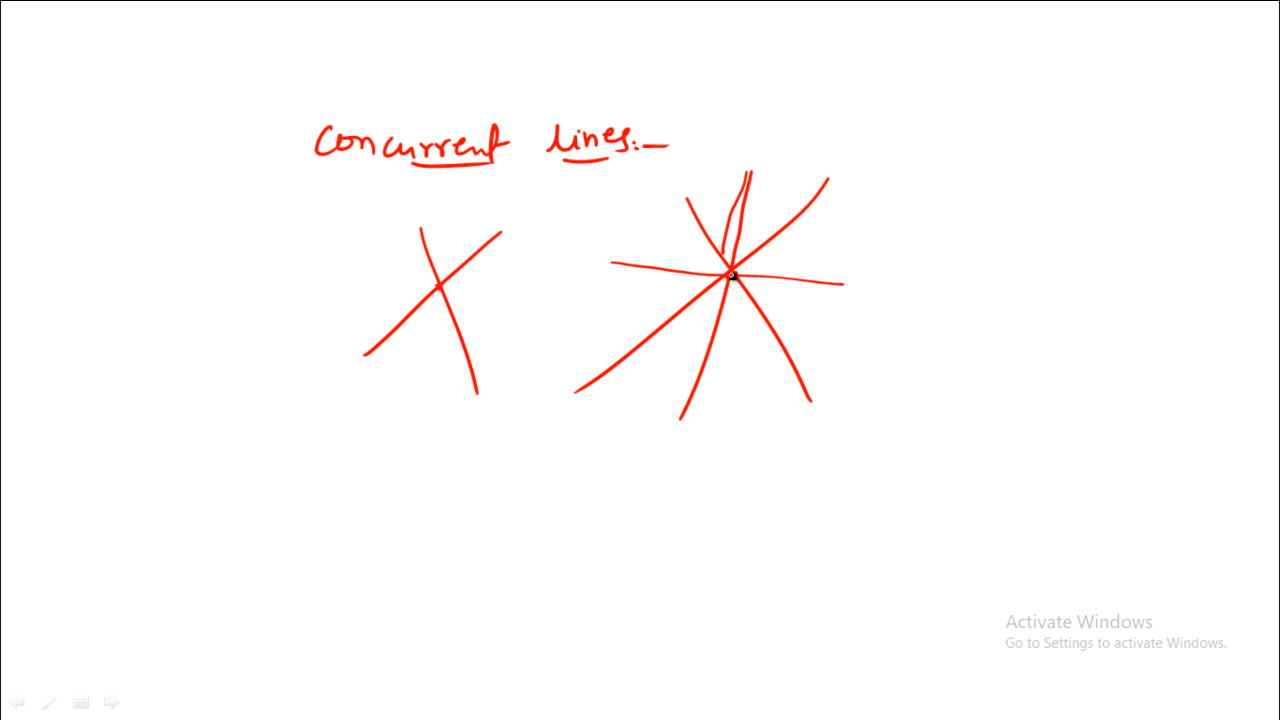 Concurrent lines:-
Activate Windows
Go to Settings to activate Windows.